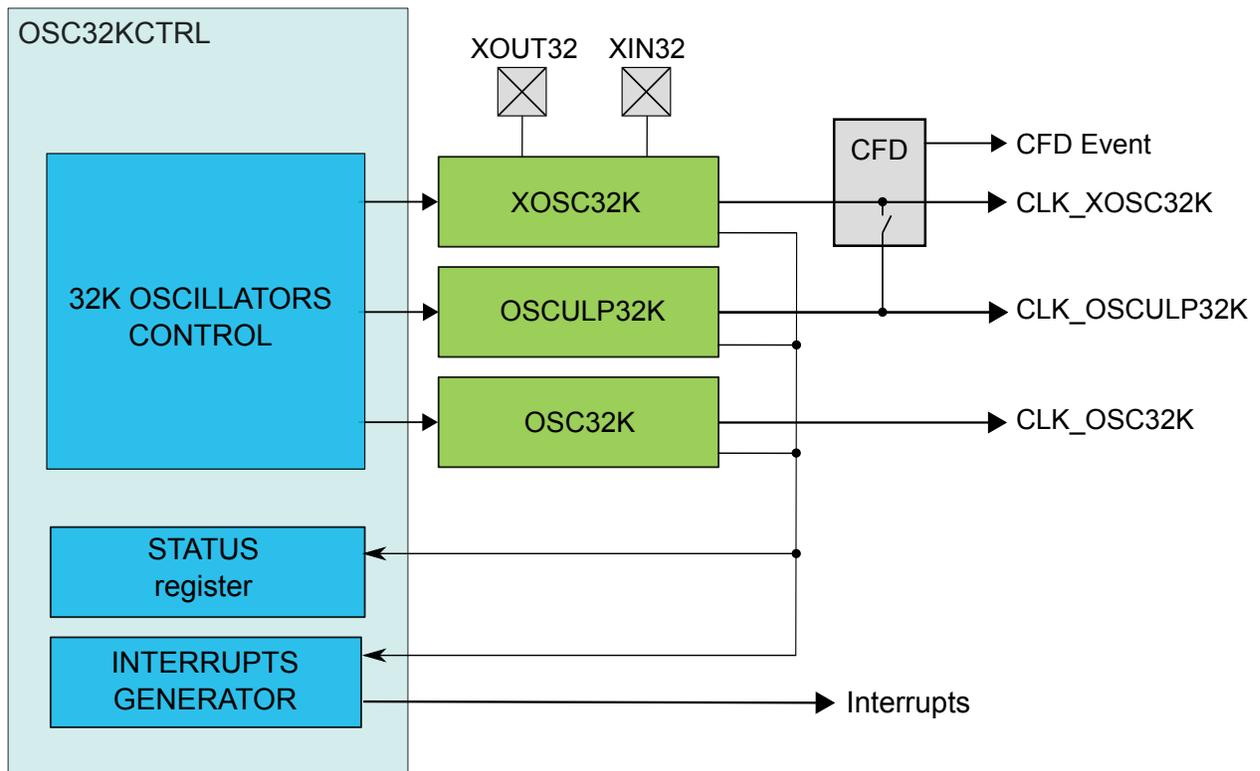 OSC32KCTRL
XOUT32
XIN32
CFD
CFD Event
XOSC32K
CLK_XOSC32K
32K OSCILLATORS
CONTROL
OSCULP32K
CLK_OSCULP32K
OSC32K
CLK_OSC32K
STATUS
register
INTERRUPTS
GENERATOR
Interrupts